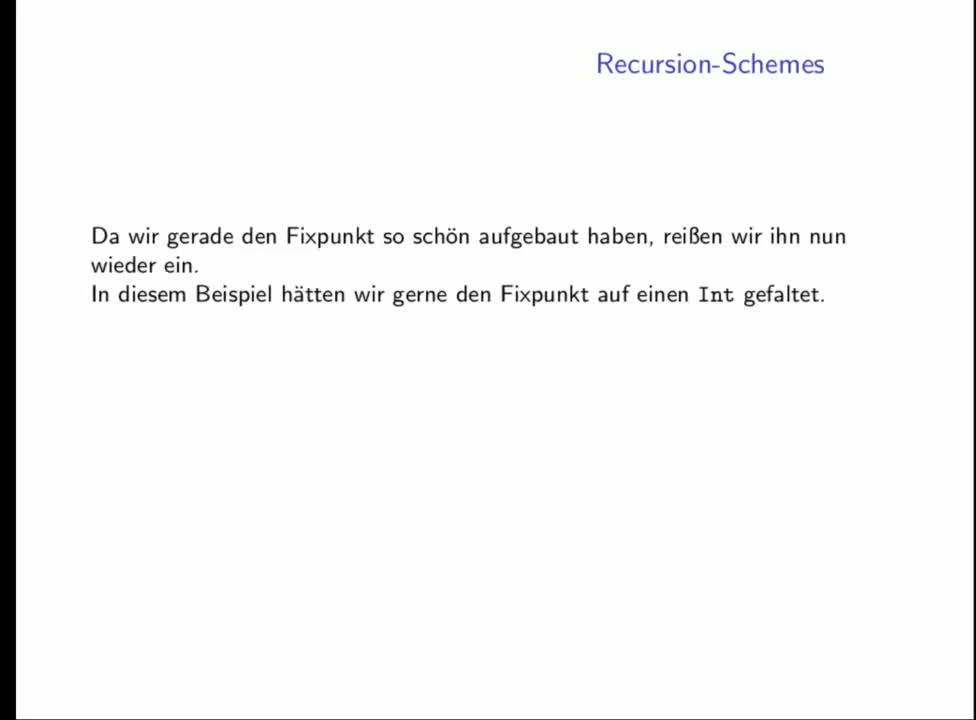 Recursion-Schemes
Da wir gerade den Fixpunkt so schön aufgebaut haben, reißen wir ihn nun
wieder ein.
In diesem Beispiel hätten wir gerne den Fixpunkt auf einen Int gefaltet.